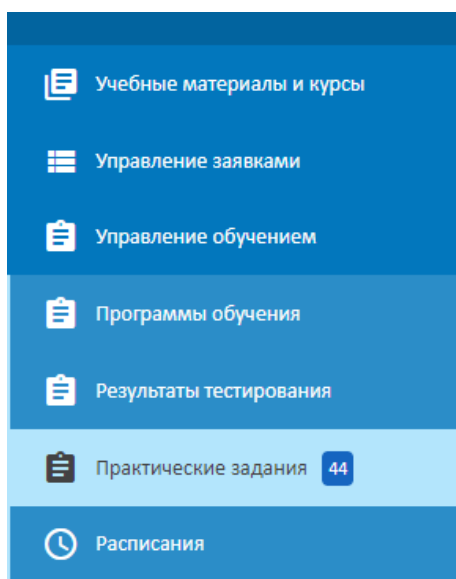 Учебные материалы и курсы
Управление заявками
Управление обучением
Программы обучения
Результаты тестирования
Практические задания 44
Расписания